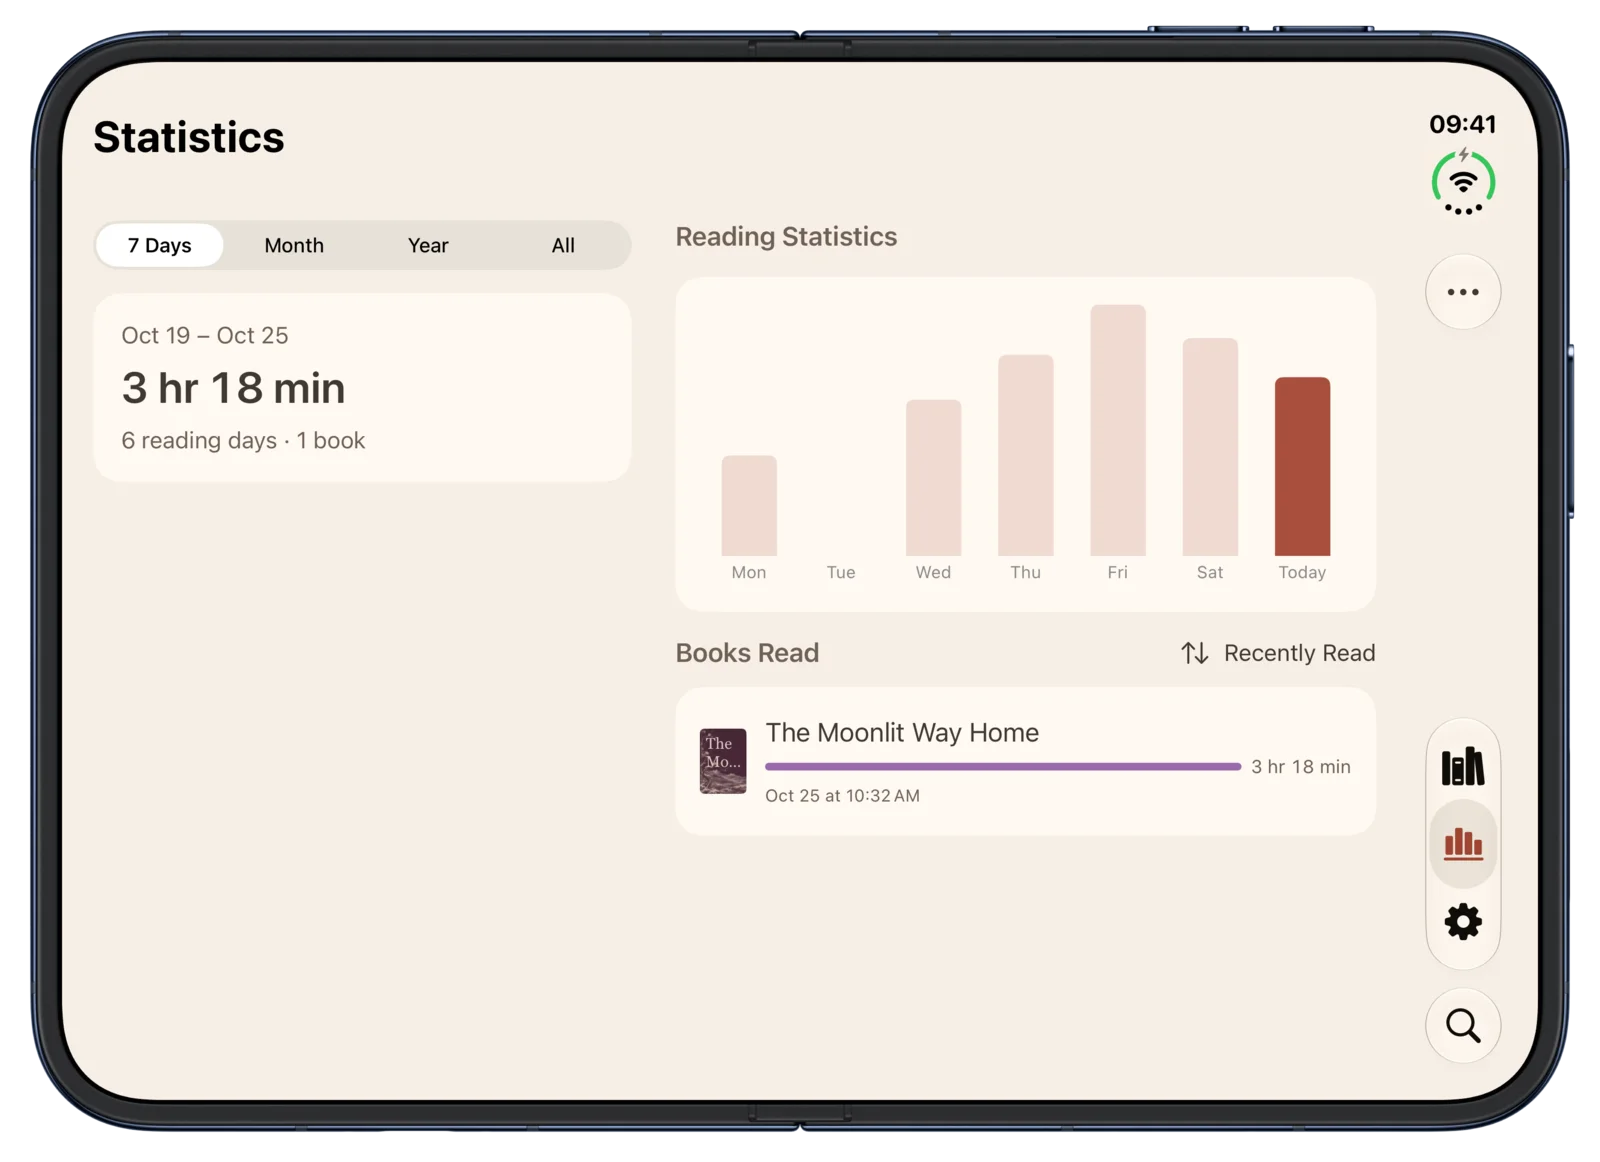 Statistics
09:41
7 Days
Month
Year
All
Oct 19 – Oct 25
3 hr 18 min
6 reading days · 1 book
Reading Statistics
Mon
Tue
Wed
Thu
Fri
Sat
Today
Books Read
Recently Read
The
Mo...
The Moonlit Way Home
3 hr 18 min
Oct 25 at 10:32 AM